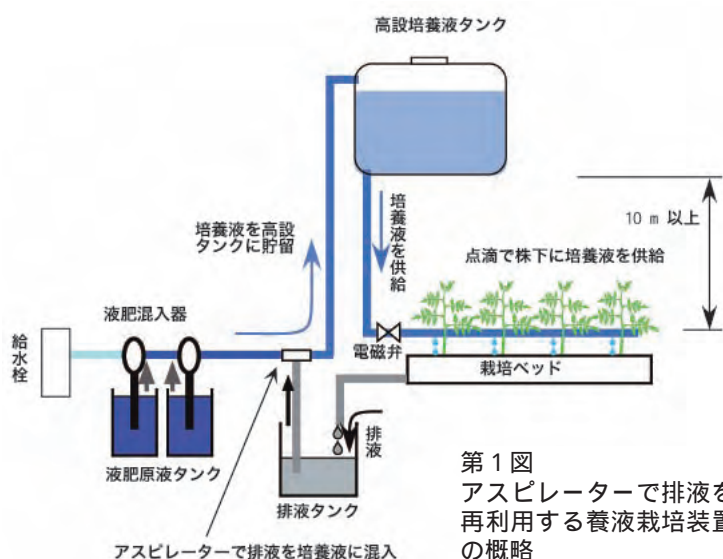 高設培養液タンク
培養液を高設
タンクに貯留
培養液を供給
10 m 以上
点滴で株下に培養液を供給
液肥混入器
給水栓
電磁弁
栽培ベッド
排液
液肥原液タンク
排液タンク
アスピレーターで排液を培養液に混入
第1図
アスピレーターで排液を
再利用する養液栽培装置
の概略